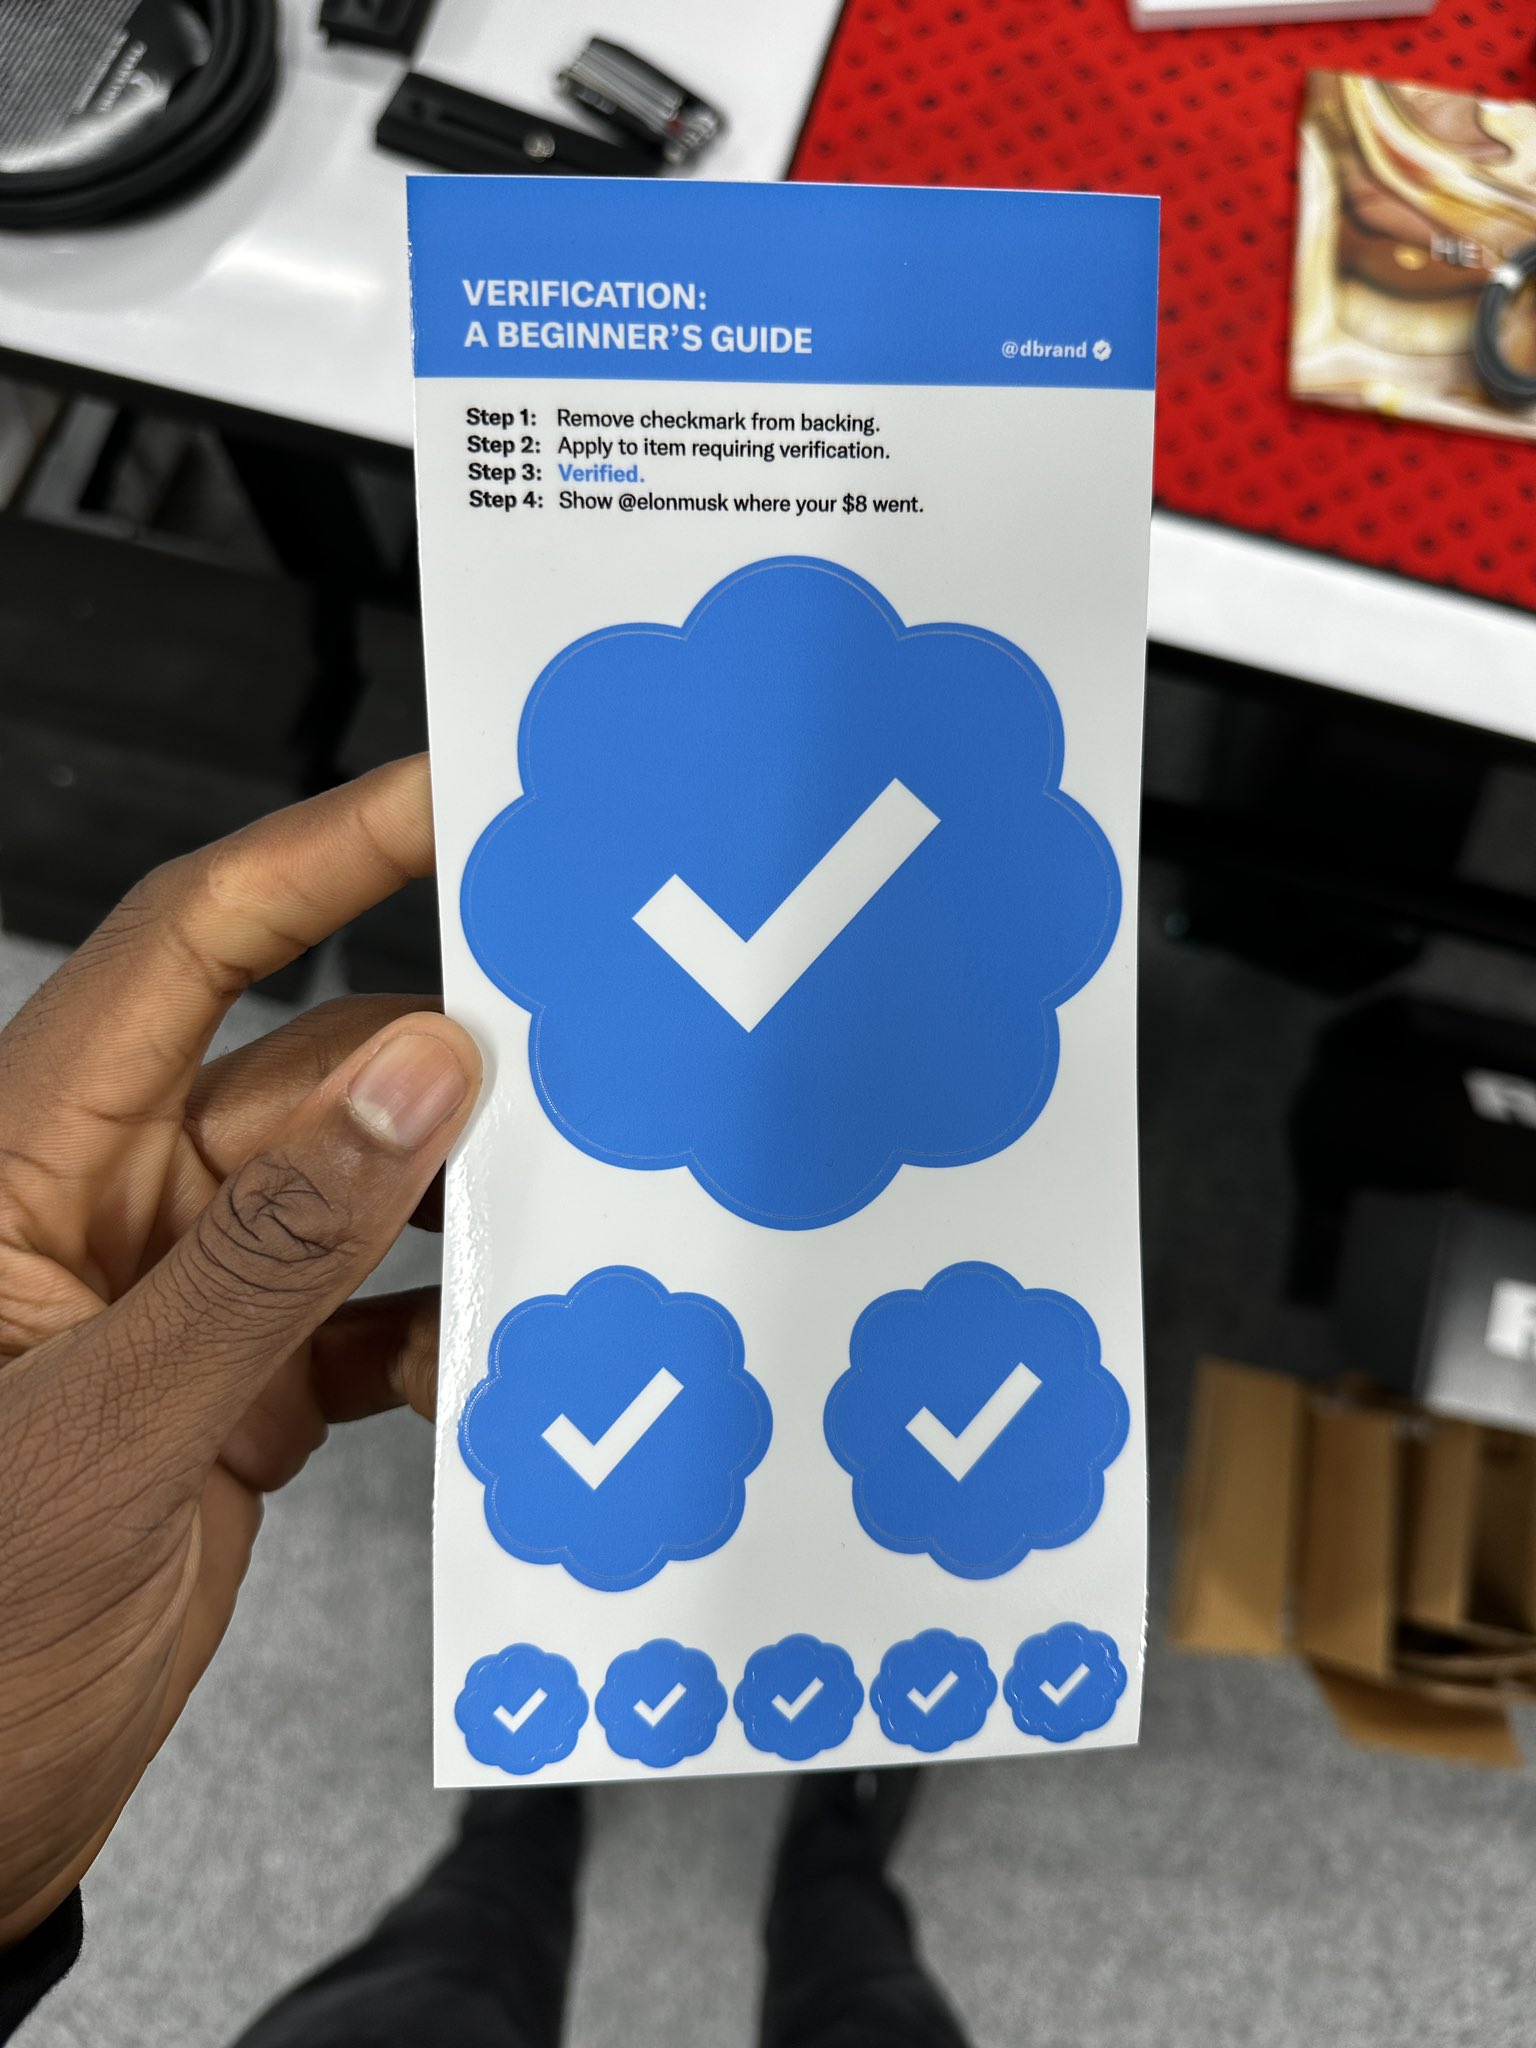 VERIFICATION:
A BEGINNER’S GUIDE
@dbrand
Step 1: Remove checkmark from backing.
Step 2: Apply to item requiring verification.
Step 3: Verified.
Step 4: Show @elonmusk where your $8 went.